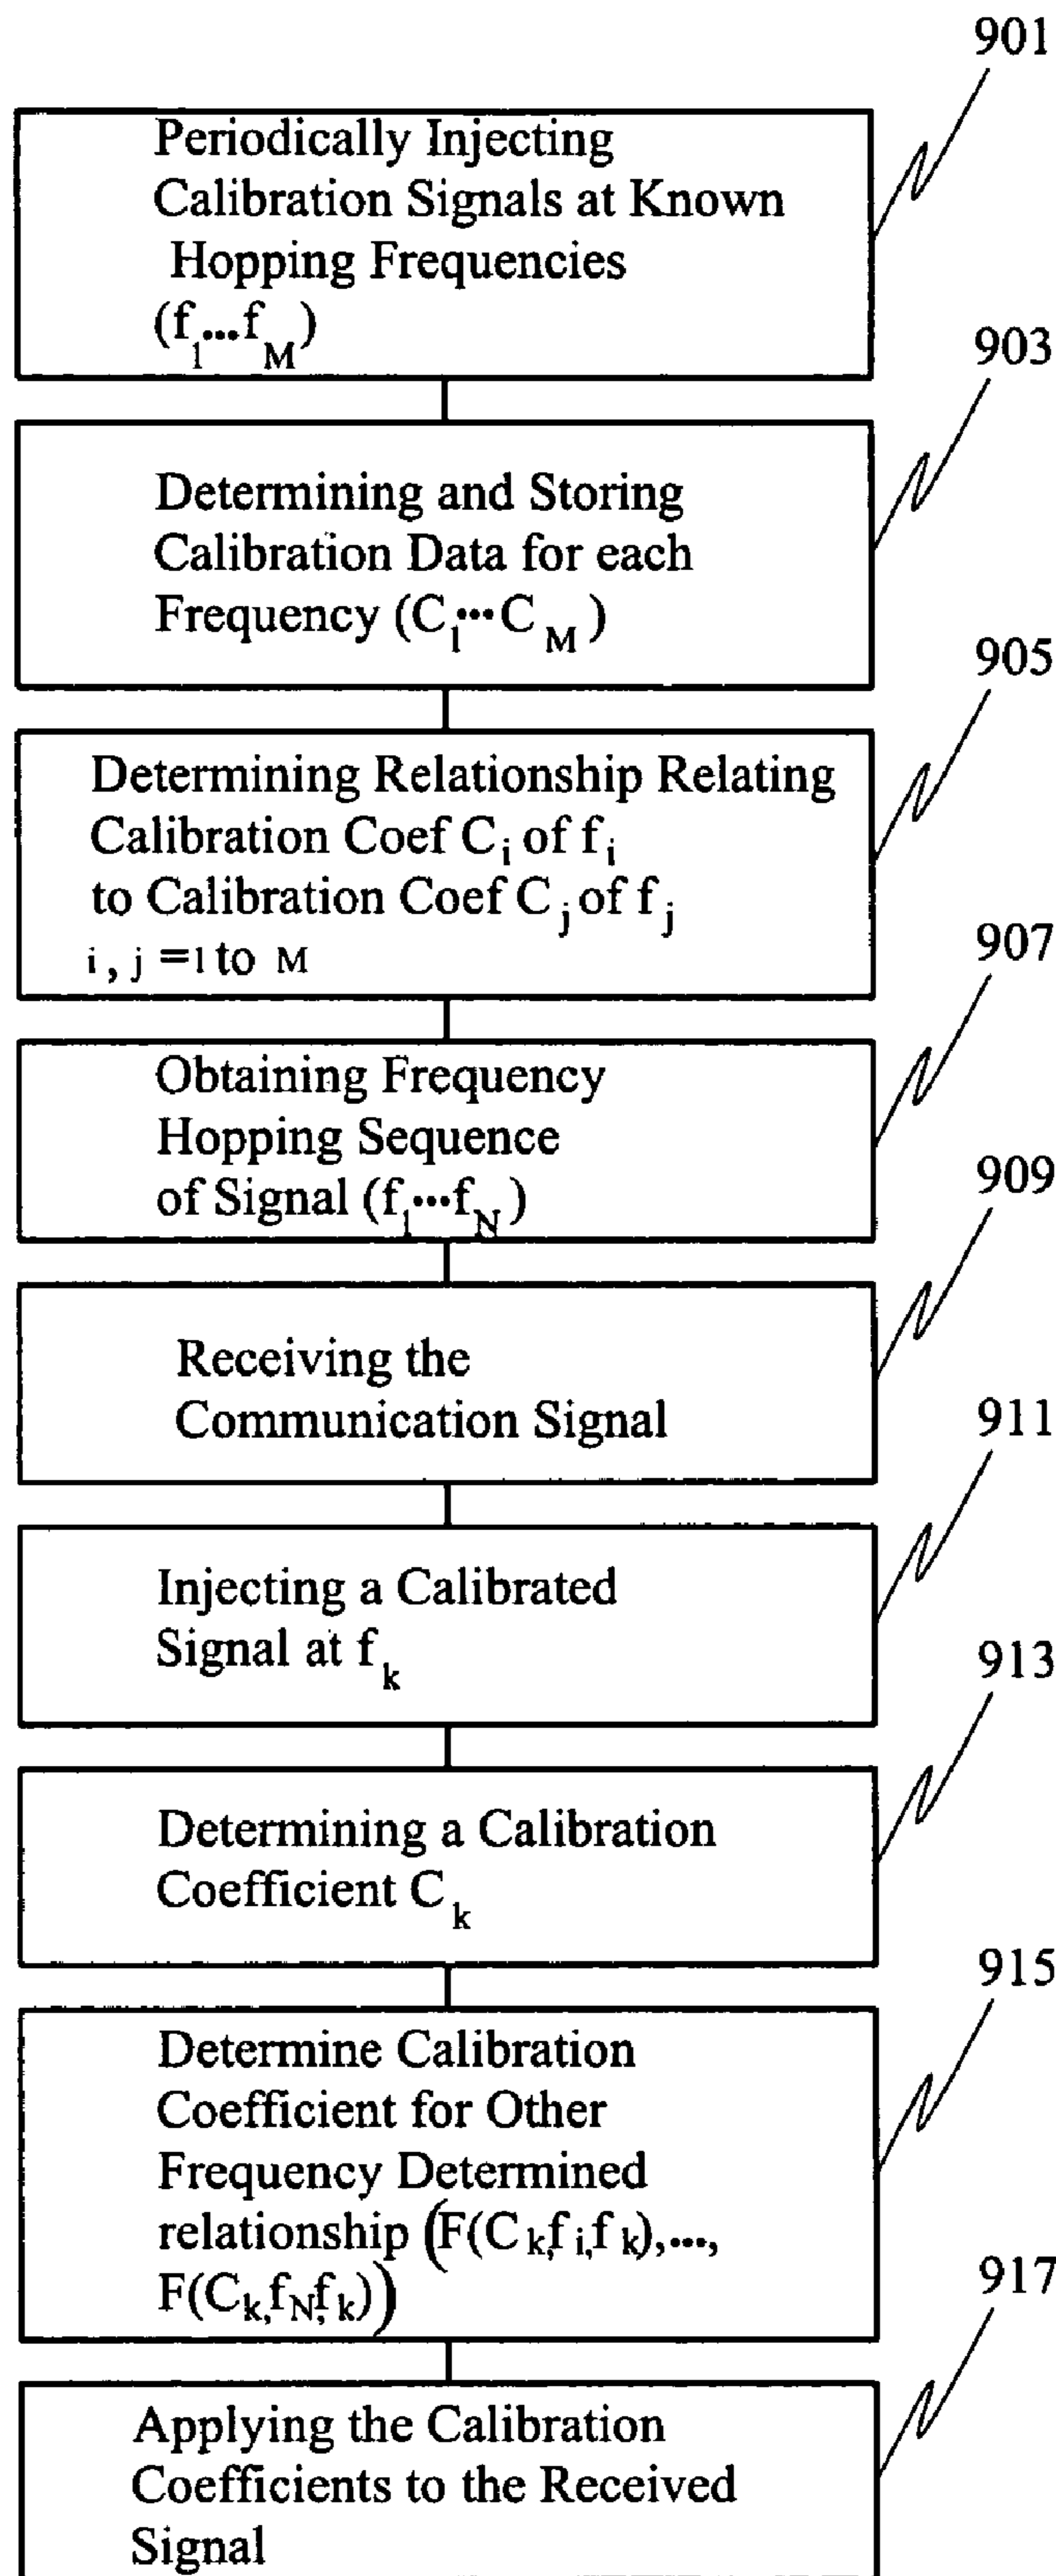 901
Periodically Injecting
Calibration Signals at Known
Hopping Frequencies
(f1...fM)
903
Determining and Storing
Calibration Data for each
Frequency (C1...CM)
905
Determining Relationship Relating
Calibration Coef Ci of fi
to Calibration Coef Cj of fj
i, j =1 to M
907
Obtaining Frequency
Hopping Sequence
of Signal (f1...fN)
909
Receiving the
Communication Signal
911
Injecting a Calibrated
Signal at fk
913
Determining a Calibration
Coefficient Ck
915
Determine Calibration
Coefficient for Other
Frequency Determined
relationship (F(Ck,fi,fk),...,
F(Ck,fN,fk))
917
Applying the Calibration
Coefficients to the Received
Signal